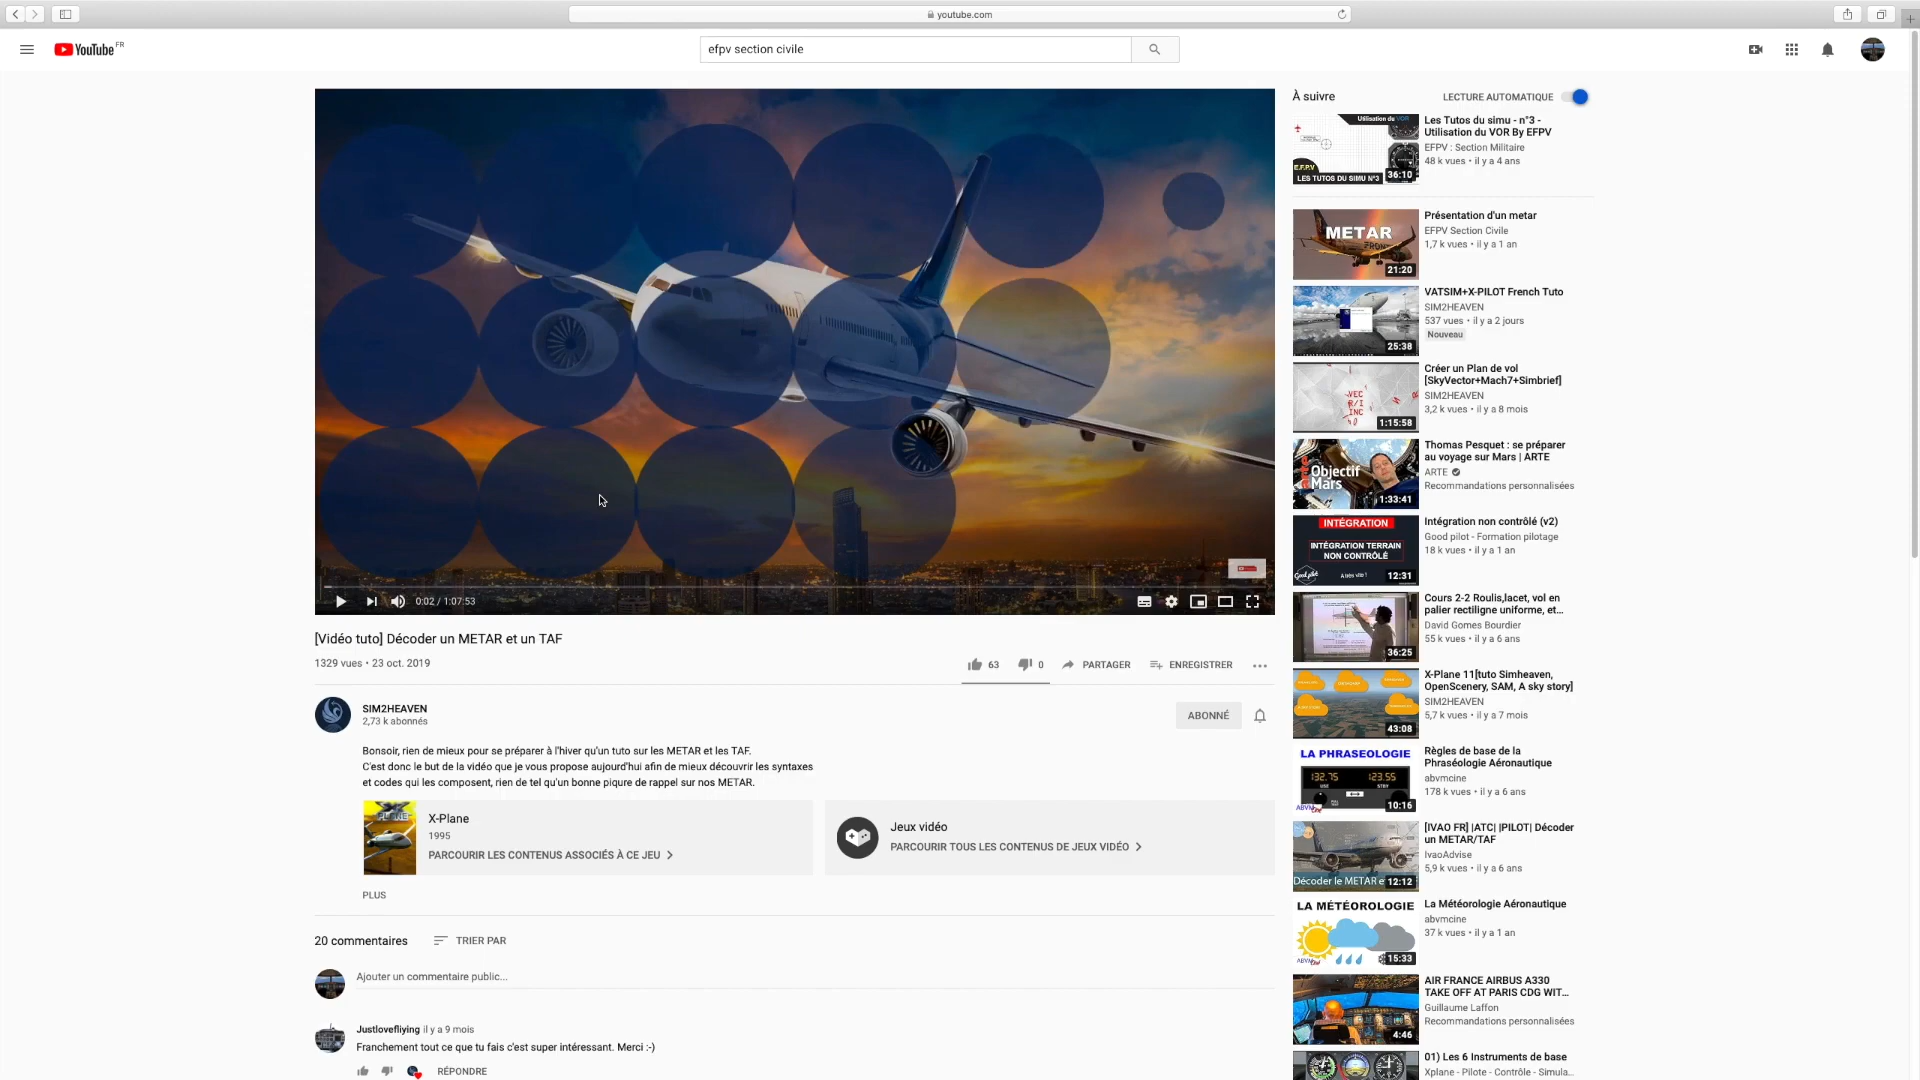 youtube.com
YouTube FR
efpv section civile
À suivre
LECTURE AUTOMATIQUE
Utilisation du VOR
E.F.P.V
LES TUTOS DU SIMU N°3
36:10
Les Tutos du simu - n°3 -
Utilisation du VOR By EFPV
EFPV : Section Militaire
48 k vues • il y a 4 ans
METAR
21:20
Présentation d'un metar
EFPV Section Civile
1,7 k vues • il y a 1 an
25:38
VATSIM+X-PILOT French Tuto
SIM2HEAVEN
537 vues • il y a 2 jours
Nouveau
1:15:58
Créer un Plan de vol
[SkyVector+Mach7+Simbrief]
SIM2HEAVEN
3,2 k vues • il y a 8 mois
arte
Objectif
Mars
1:33:41
Thomas Pesquet : se préparer
au voyage sur Mars | ARTE
ARTE
Recommandations personnalisées
INTÉGRATION
INTÉGRATION TERRAIN
NON CONTRÔLÉ
12:31
Intégration non contrôlé (v2)
Good pilot - Formation pilotage
18 k vues • il y a 1 an
36:25
Cours 2-2 Roulis,lacet, vol en
palier rectiligne uniforme, et...
David Gomes Bourdier
55 k vues • il y a 6 ans
43:08
X-Plane 11[tuto Simheaven,
OpenScenery, SAM, A sky story]
SIM2HEAVEN
5,7 k vues • il y a 7 mois
LA PHRASEOLOGIE
132.75 123.55
10:16
Règles de base de la
Phraséologie Aéronautique
abvmcine
178 k vues • il y a 6 ans
Décoder le METAR e
12:12
[IVAO FR] |ATC| |PILOT| Décoder
un METAR/TAF
IvaoAdvise
5,9 k vues • il y a 6 ans
LA MÉTÉOROLOGIE
15:33
La Météorologie Aéronautique
abvmcine
37 k vues • il y a 1 an
4:46
AIR FRANCE AIRBUS A330
TAKE OFF AT PARIS CDG WIT...
Guillaume Laffon
Recommandations personnalisées
01) Les 6 Instruments de base
Xplane - Pilote - Contrôle - Simula...
0:02 / 1:07:53
[Vidéo tuto] Décoder un METAR et un TAF
1329 vues • 23 oct. 2019
63
0
PARTAGER
ENREGISTRER
SIM2HEAVEN
2,73 k abonnés
ABONNÉ
Bonsoir, rien de mieux pour se préparer à l'hiver qu'un tuto sur les METAR et les TAF.
C'est donc le but de la vidéo que je vous propose aujourd'hui afin de mieux découvrir les syntaxes
et codes qui les composent, rien de tel qu'un bonne piqure de rappel sur nos METAR.
X-Plane
1995
PARCOURIR LES CONTENUS ASSOCIÉS À CE JEU
Jeux vidéo
PARCOURIR TOUS LES CONTENUS DE JEUX VIDÉO
PLUS
20 commentaires
TRIER PAR
Ajouter un commentaire public...
Justlovefliying il y a 9 mois
Franchement tout ce que tu fais c'est super intéressant. Merci :-)
RÉPONDRE